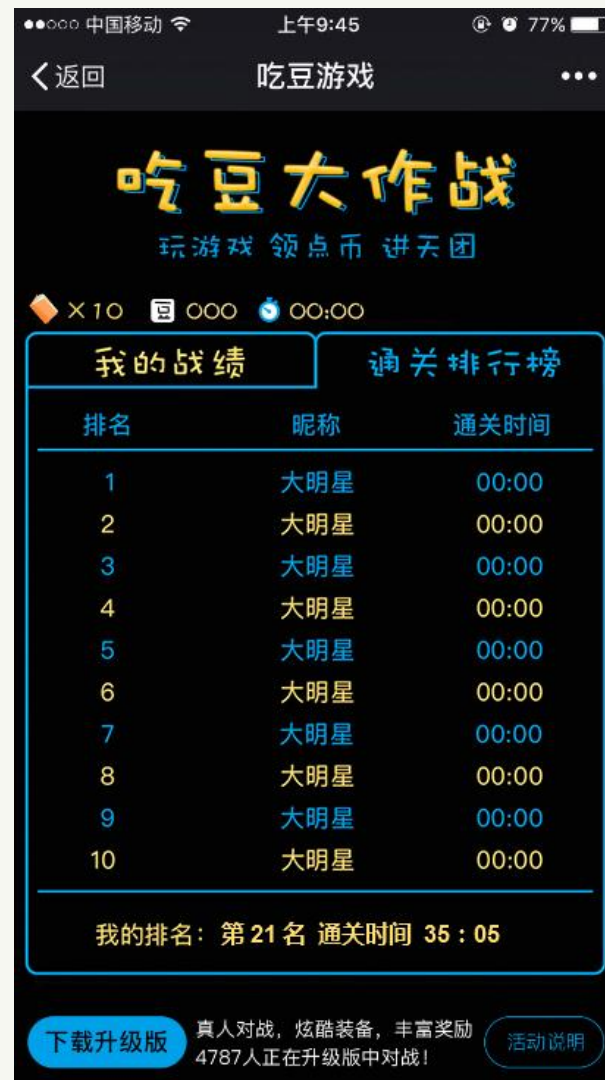 中国移动 上午9:45 77%
返回 吃豆游戏
吃豆大作战
玩游戏 领点币 进天团
×10 豆 000 00:00
我的战绩 通关排行榜
排名 昵称 通关时间
1 大明星 00:00
2 大明星 00:00
3 大明星 00:00
4 大明星 00:00
5 大明星 00:00
6 大明星 00:00
7 大明星 00:00
8 大明星 00:00
9 大明星 00:00
10 大明星 00:00
我的排名：第21名 通关时间 35：05
下载升级版 真人对战，炫酷装备，丰富奖励 活动说明
4787人正在升级版中对战！